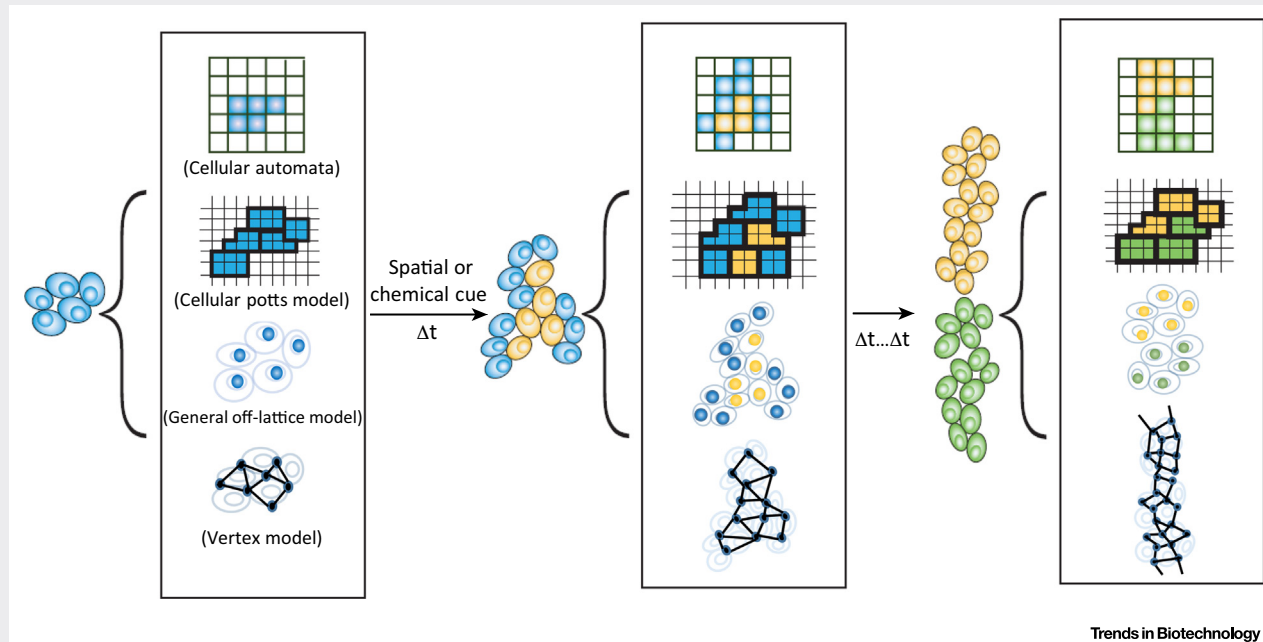 (Cellular automata)
(Cellular potts model)
(General off-lattice model)
(Vertex model)
Spatial or
chemical cue
Δt
Δt...Δt
Trends in Biotechnology